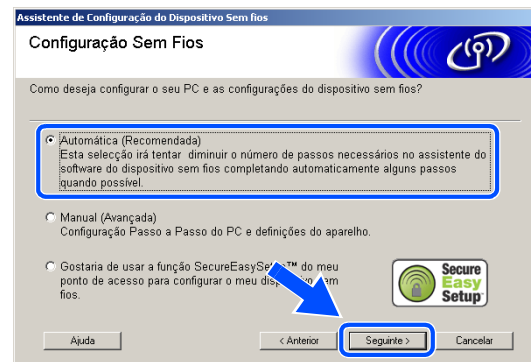 Assistente de Configuração do Dispositivo Sem fios
Configuração Sem Fios
Como deseja configurar o seu PC e as configurações do dispositivo sem fios?
Automática (Recomendada)
Esta selecção irá tentar diminuir o número de passos necessários no assistente do
software do dispositivo sem fios completando automaticamente alguns passos
quando possível.
Manual (Avançada)
Configuração Passo a Passo do PC e definições do aparelho.
Gostaria de usar a função SecureEasySetup™ do meu
ponto de acesso para configurar o meu dispositivo sem
fios.
Secure
Easy
Setup
Ajuda
< Anterior
Seguinte >
Cancelar